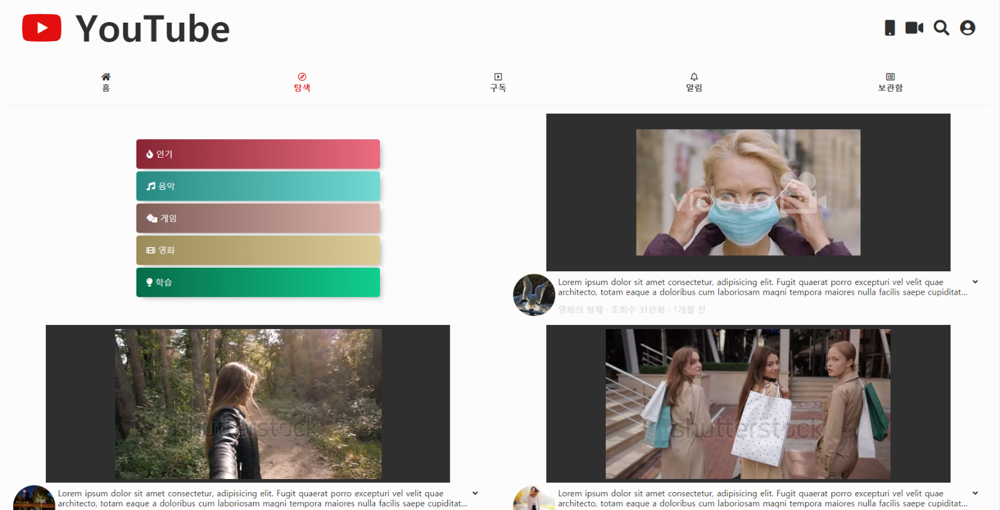 YouTube
홈
탐색
구독
알림
보관함
인기
음악
게임
영화
학습
videvo
Lorem ipsum dolor sit amet consectetur, adipisicing elit. Fugit quaerat porro excepturi vel velit quae
architecto, totam eaque a doloribus cum laboriosam magni tempora maiores nulla facilis saepe cupiditat...
영화의 형제 · 조회수 31만회 · 1개월 전
shutterstock
shutterstock
Lorem ipsum dolor sit amet consectetur, adipisicing elit. Fugit quaerat porro excepturi vel velit quae
architecto, totam eaque a doloribus cum laboriosam magni tempora maiores nulla facilis saepe cupiditat...
Lorem ipsum dolor sit amet consectetur, adipisicing elit. Fugit quaerat porro excepturi vel velit quae
architecto, totam eaque a doloribus cum laboriosam magni tempora maiores nulla facilis saepe cupiditat...